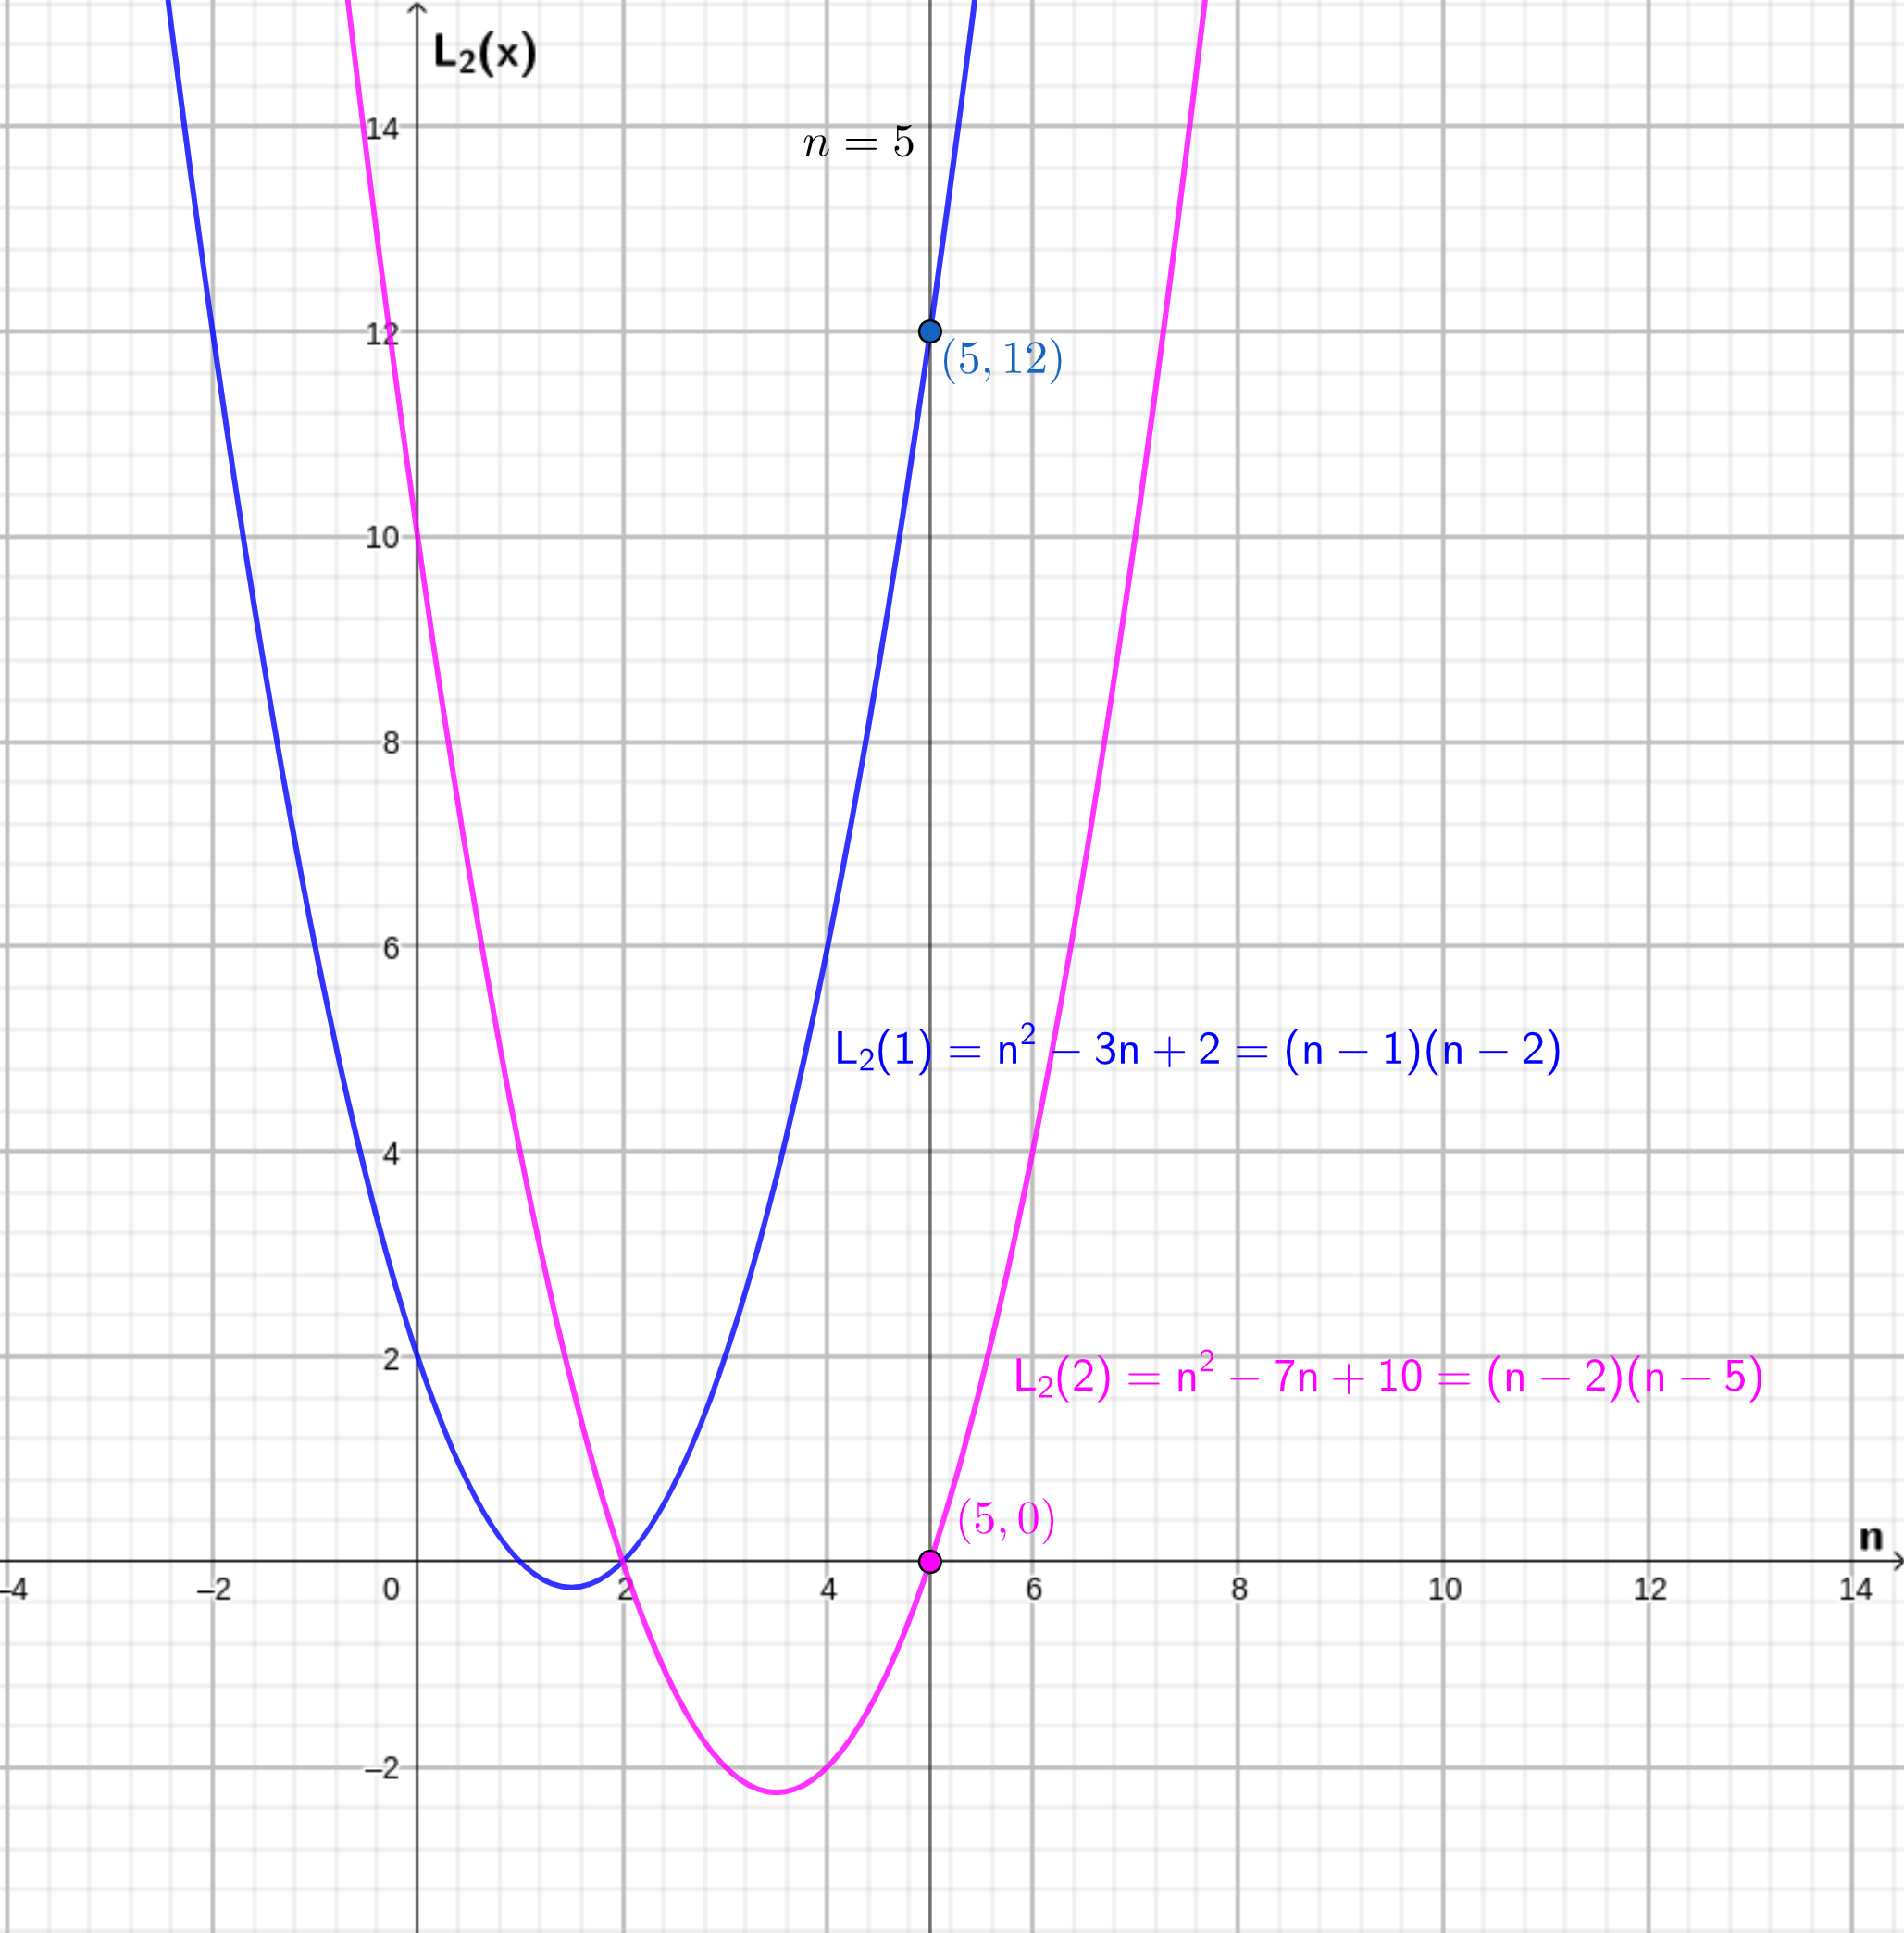 L₂(x)
14
n = 5
12
(5, 12)
10
8
6
L₂(1) = n² − 3n + 2 = (n − 1)(n − 2)
4
2
L₂(2) = n² − 7n + 10 = (n − 2)(n − 5)
(5, 0)
n
–4 –2 0 2 4 6 8 10 12 14
–2